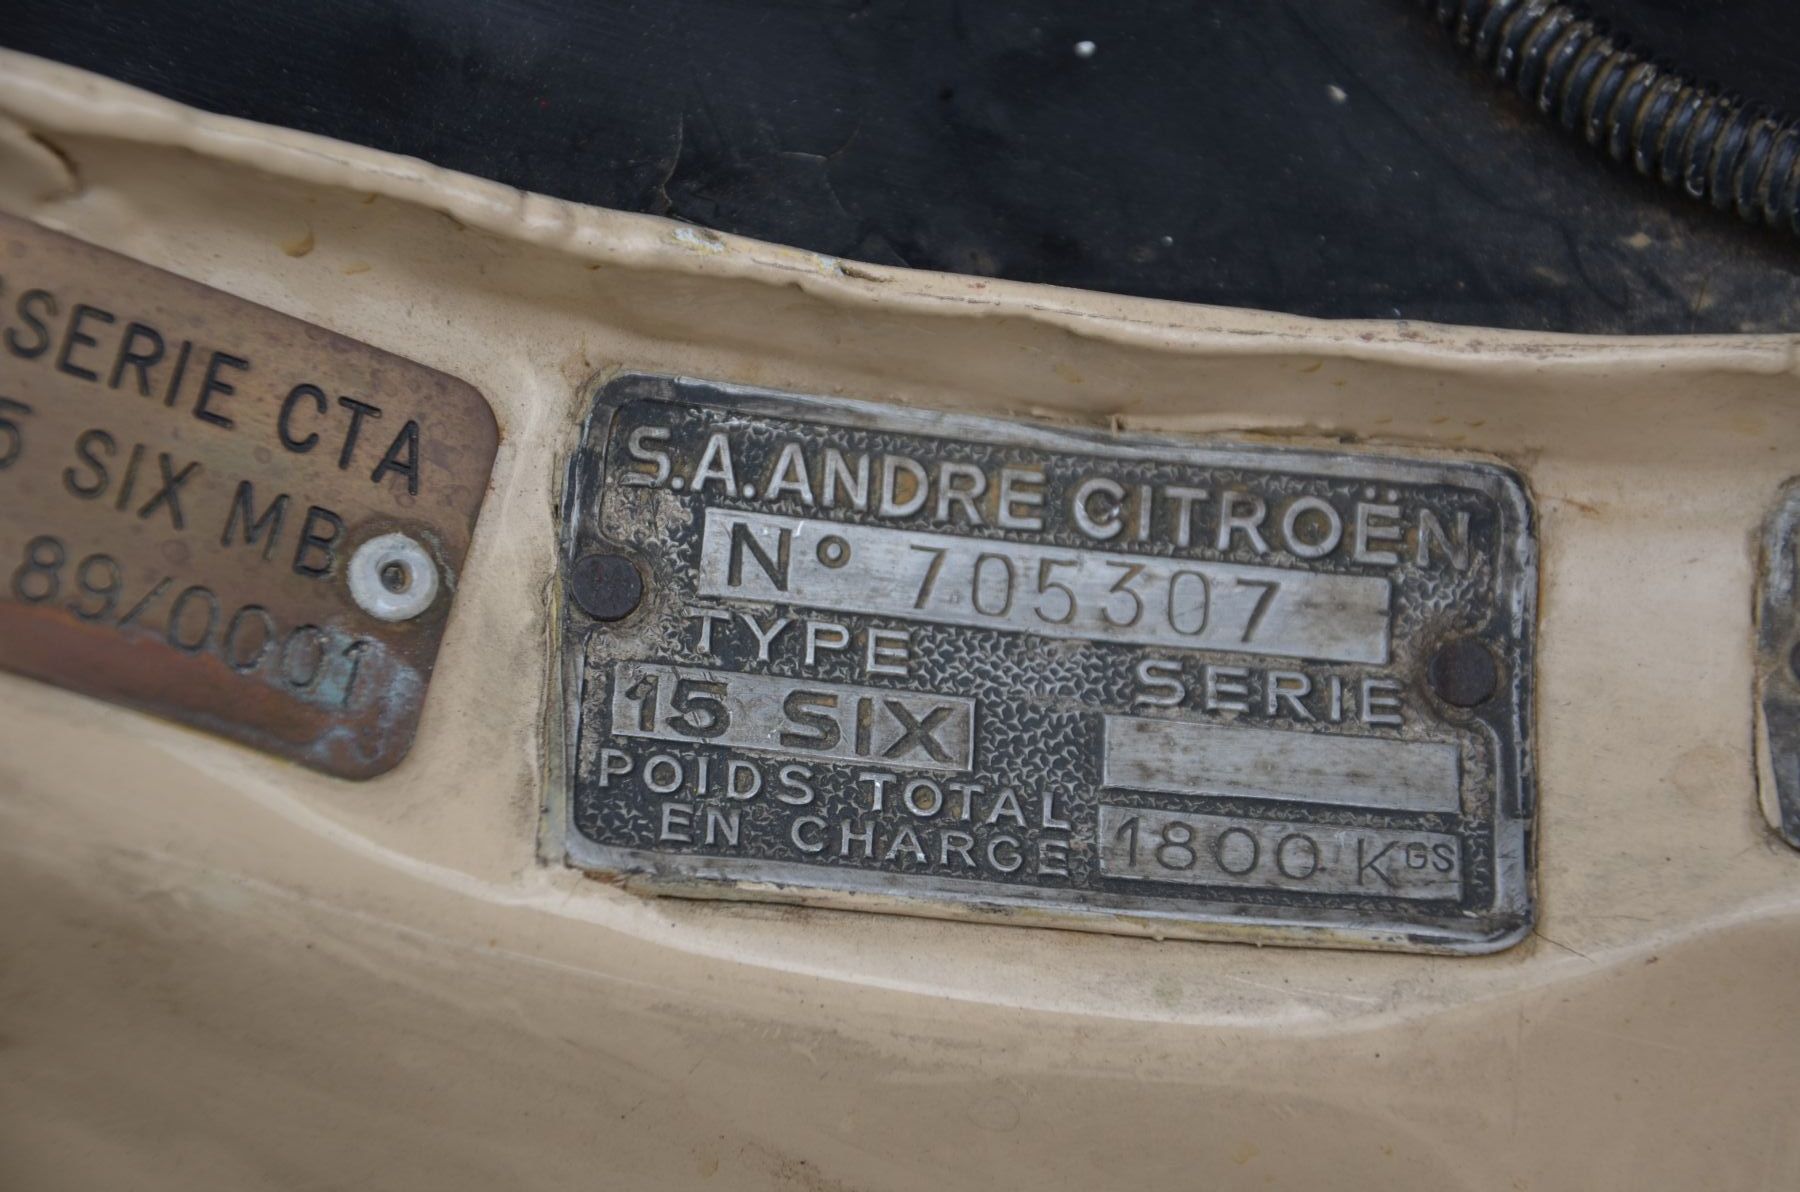 SERIE CTA
5 SIX MB
89/0001
S.A. ANDRE CITROËN
N° 705307
TYPE SERIE
15 SIX
POIDS TOTAL
EN CHARGE 1800 KGS